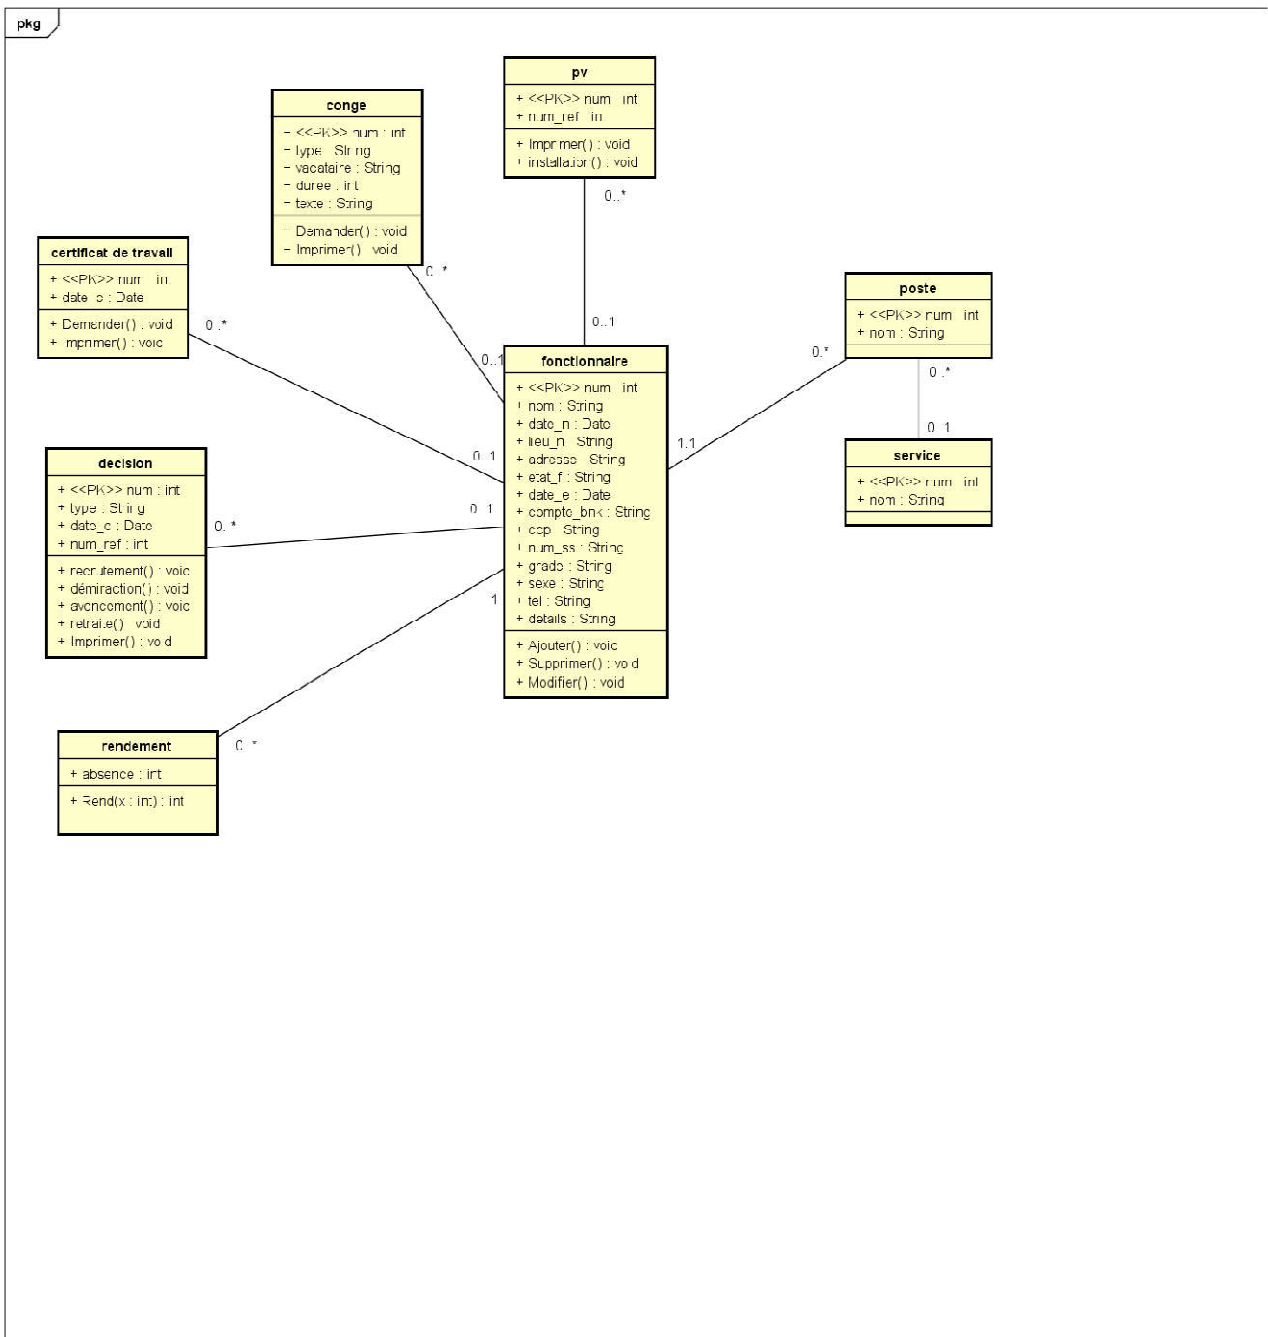 pkg
pv
+ <<PK>> num : int
+ num_ref : in
+ Imprimer() : void
+ installation() : void
0..*
conge
<<PK>> num : int
type : String
vacataire : String
duree : int
texte : String
Demander() : void
Imprimer() : void
0..*
certificat de travail
+ <<PK>> num : int
+ date_c : Date
+ Demander() : void
+ Imprimer() : void
0..*
poste
+ <<PK>> num : int
+ nom : String
0..*
0..*
0..1
service
+ <<PK>> num : int
+ nom : String
0..1
0..1
fonctionnaire
+ <<PK>> num : int
+ nom : String
+ date_n : Date
+ lieu_n : String
+ adresse : String
+ etat_f : String
+ date_e : Date
+ compte_bnk : String
+ ccp : String
+ num_ss : String
+ grade : String
+ sexe : String
+ tel : String
+ details : String
+ Ajouter() : void
+ Supprimer() : void
+ Modifier() : void
1.1
0..1
0..1
1
decision
+ <<PK>> num : int
+ type : String
+ date_c : Date
+ num_ref : int
+ recrutement() : void
+ démiraction() : void
+ avencement() : void
+ retraite() : void
+ Imprimer() : void
0..*
rendement
+ absence : int
+ Rend(x : int) : int
0..*